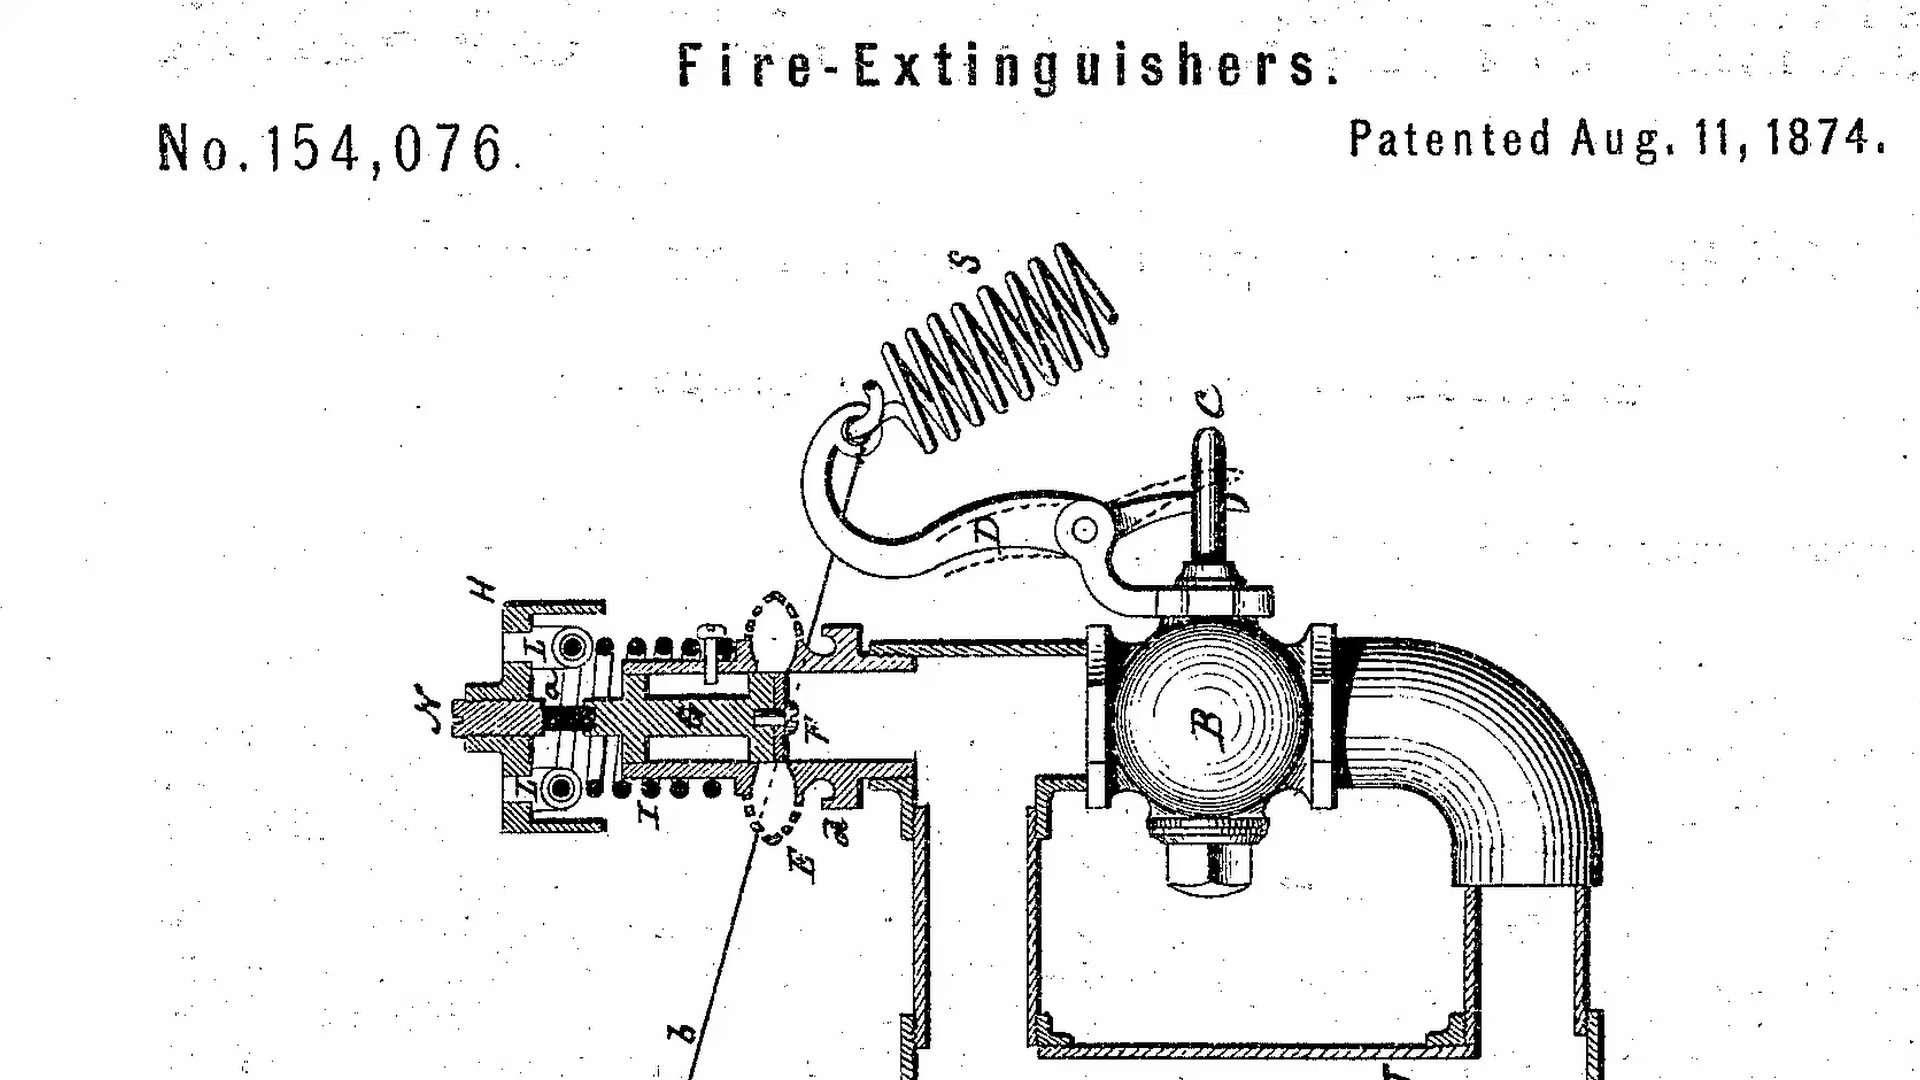 Fire-Extinguishers.
No. 154,076.
Patented Aug. 11, 1874.
S
C
D
H
L
a
N
G
F
B
L
I
d
E
b